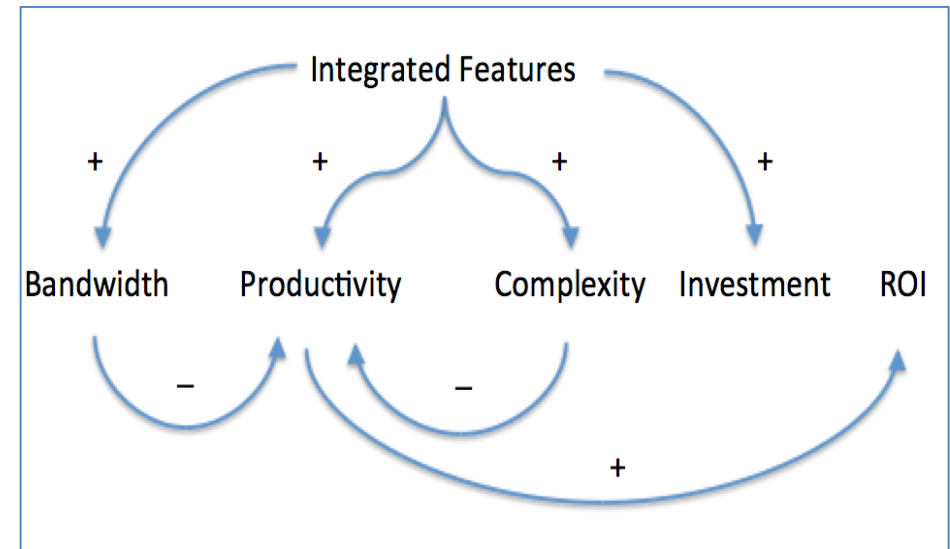 Integrated Features
+ + + +
Bandwidth Productivity Complexity Investment ROI
– –
+